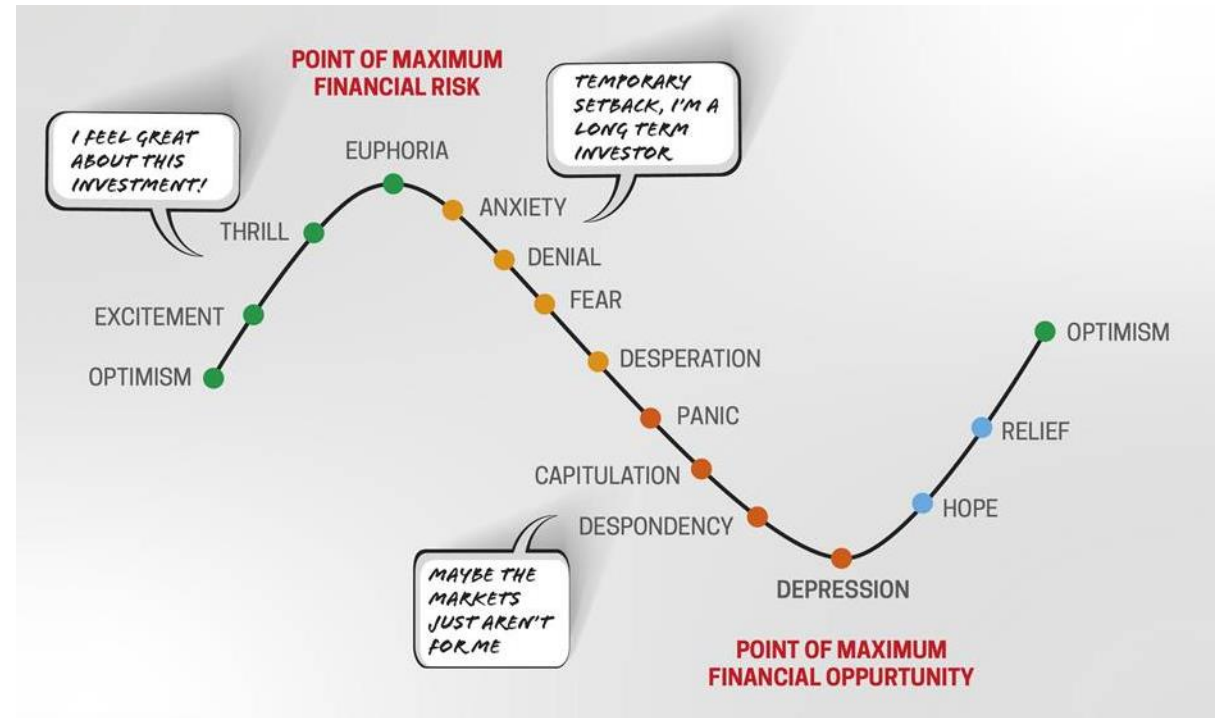 POINT OF MAXIMUM
FINANCIAL RISK
I FEEL GREAT
ABOUT THIS
INVESTMENT!
TEMPORARY
SETBACK, I'M A
LONG TERM
INVESTOR
EUPHORIA
THRILL
ANXIETY
DENIAL
EXCITEMENT
FEAR
OPTIMISM
DESPERATION
OPTIMISM
PANIC
RELIEF
CAPITULATION
HOPE
DESPONDENCY
MAYBE THE
MARKETS
JUST AREN'T
FOR ME
DEPRESSION
POINT OF MAXIMUM
FINANCIAL OPPURTUNITY